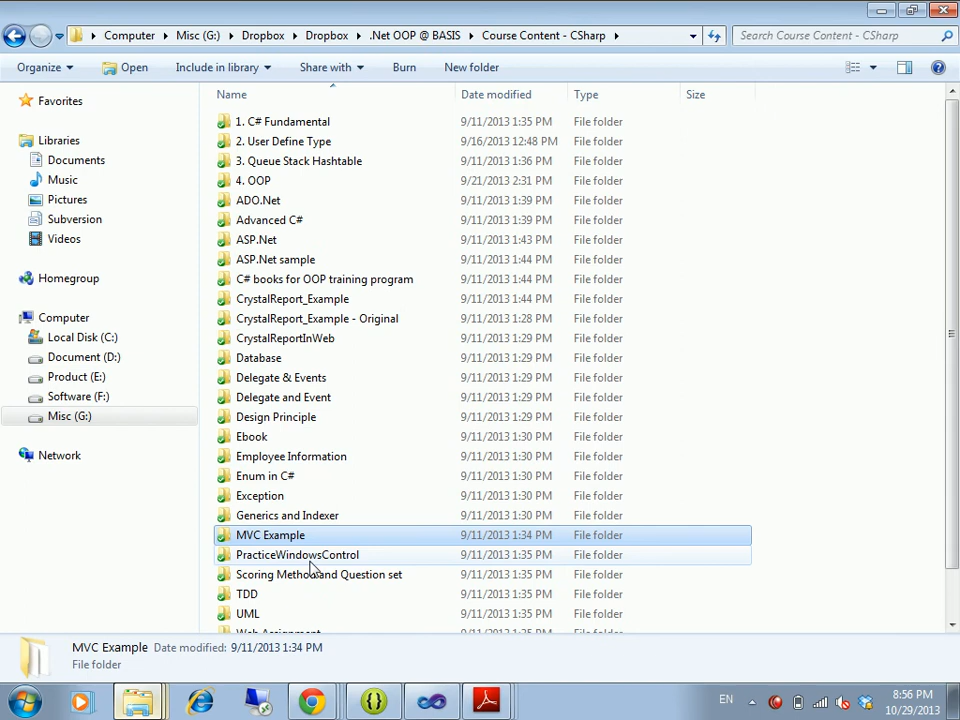 Computer ▸ Misc (G:) ▸ Dropbox ▸ Dropbox ▸ .Net OOP @ BASIS ▸ Course Content - CSharp ▸
Search Course Content - CSharp
Organize Open Include in library Share with Burn New folder
Name Date modified Type Size
Favorites
Libraries
Documents
Music
Pictures
Subversion
Videos
Homegroup
Computer
Local Disk (C:)
Document (D:)
Product (E:)
Software (F:)
Misc (G:)
Network
1. C# Fundamental 9/11/2013 1:35 PM File folder
2. User Define Type 9/16/2013 12:48 PM File folder
3. Queue Stack Hashtable 9/11/2013 1:36 PM File folder
4. OOP 9/21/2013 2:31 PM File folder
ADO.Net 9/11/2013 1:39 PM File folder
Advanced C# 9/11/2013 1:39 PM File folder
ASP.Net 9/11/2013 1:43 PM File folder
ASP.Net sample 9/11/2013 1:44 PM File folder
C# books for OOP training program 9/11/2013 1:44 PM File folder
CrystalReport_Example 9/11/2013 1:44 PM File folder
CrystalReport_Example - Original 9/11/2013 1:28 PM File folder
CrystalReportInWeb 9/11/2013 1:29 PM File folder
Database 9/11/2013 1:29 PM File folder
Delegate & Events 9/11/2013 1:29 PM File folder
Delegate and Event 9/11/2013 1:29 PM File folder
Design Principle 9/11/2013 1:29 PM File folder
Ebook 9/11/2013 1:30 PM File folder
Employee Information 9/11/2013 1:30 PM File folder
Enum in C# 9/11/2013 1:30 PM File folder
Exception 9/11/2013 1:30 PM File folder
Generics and Indexer 9/11/2013 1:30 PM File folder
MVC Example 9/11/2013 1:34 PM File folder
PracticeWindowsControl 9/11/2013 1:35 PM File folder
Scoring Method and Question set 9/11/2013 1:35 PM File folder
TDD 9/11/2013 1:35 PM File folder
UML 9/11/2013 1:35 PM File folder
Web Assignment 9/11/2013 1:35 PM File folder
MVC Example Date modified: 9/11/2013 1:34 PM
File folder
EN
8:56 PM
10/29/2013